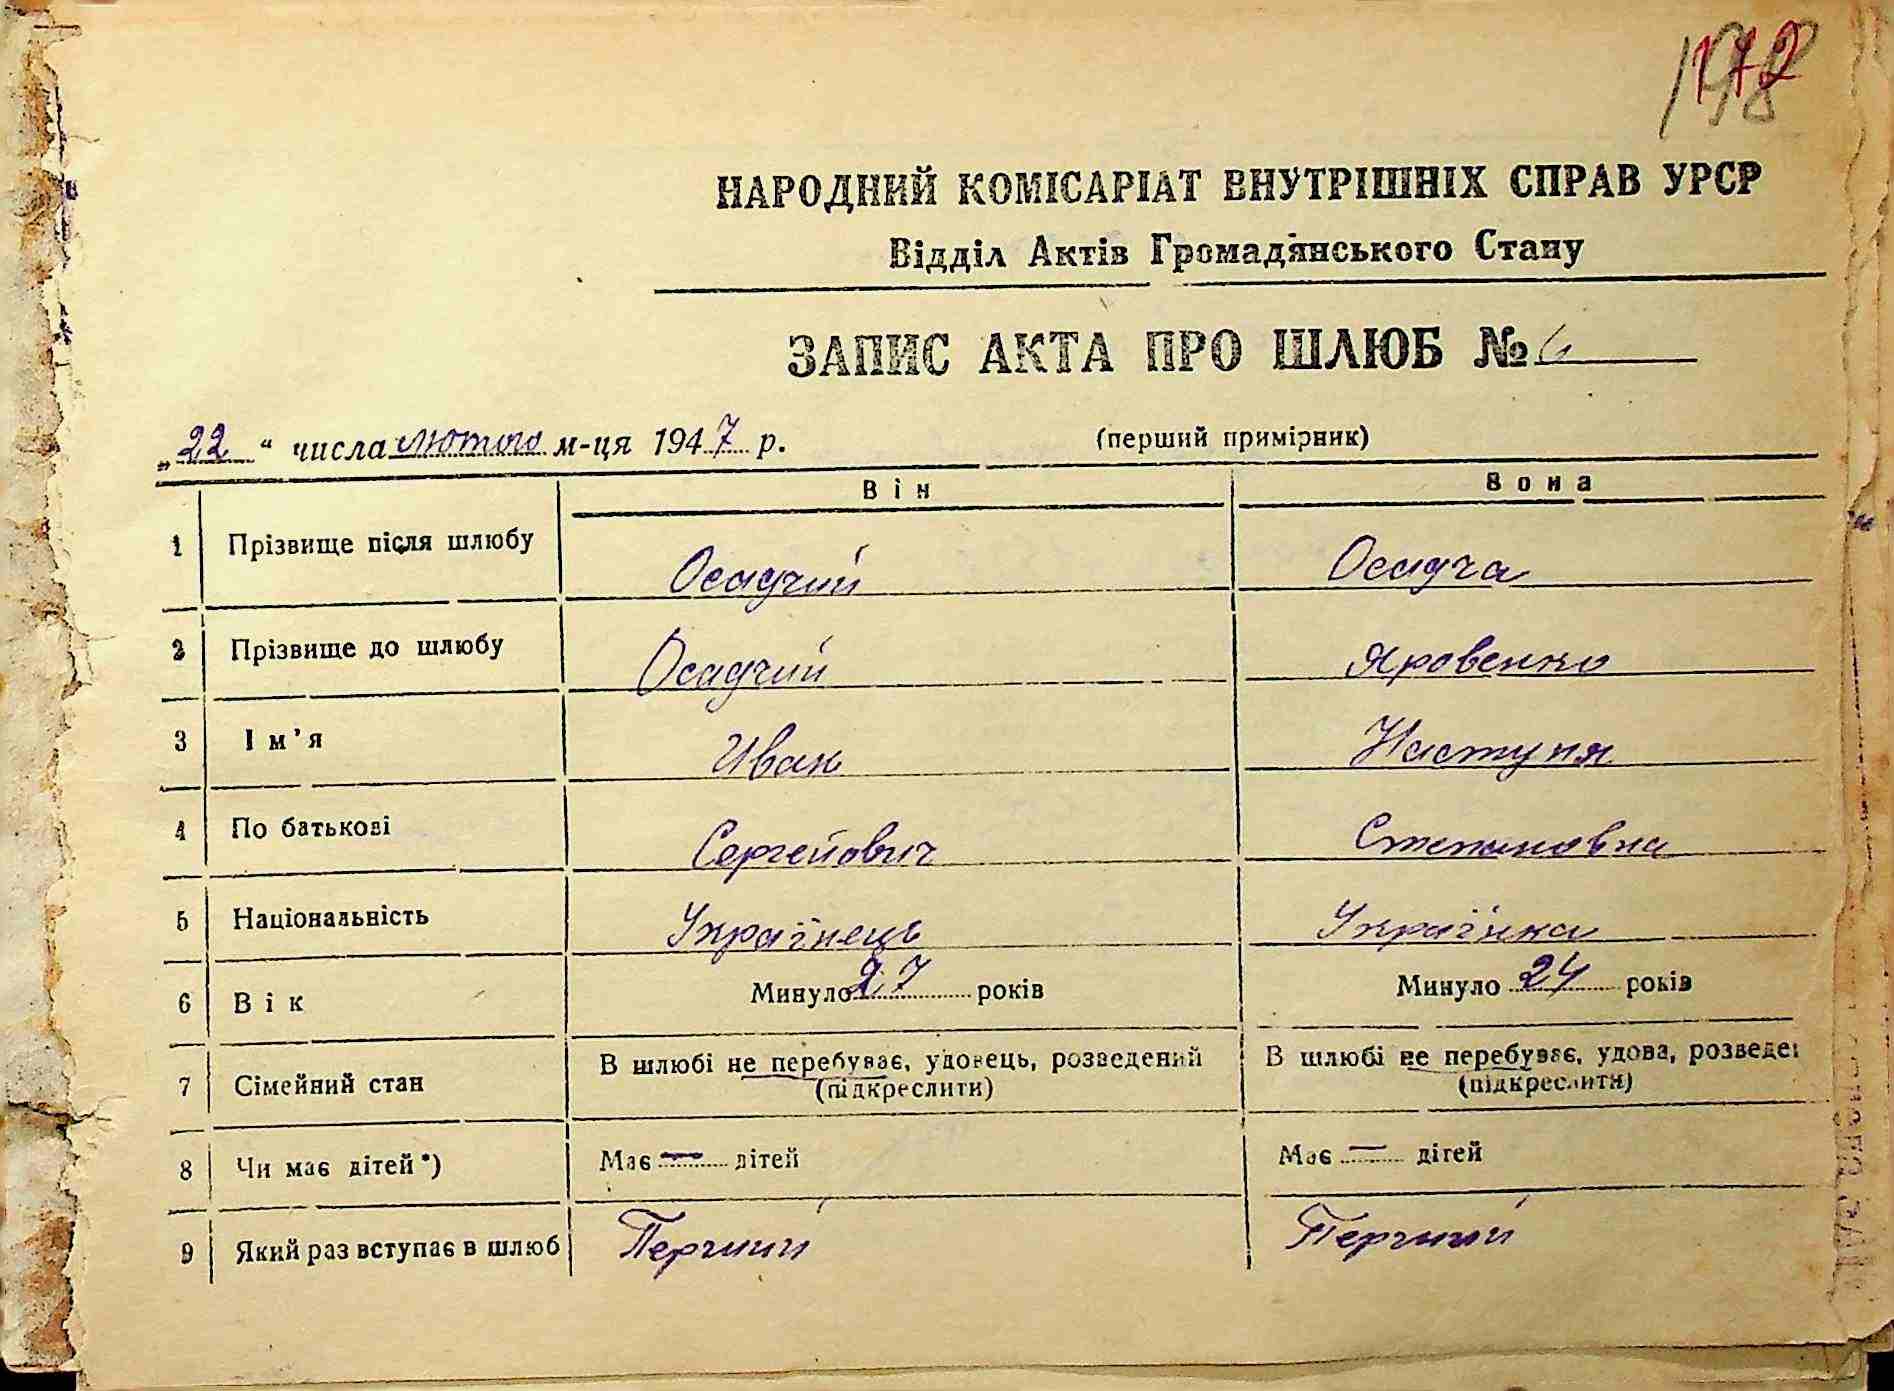 198 172
НАРОДНИЙ КОМІСАРІАТ ВНУТРІШНІХ СПРАВ УРСР
Відділ Актів Громадянського Стану
ЗАПИС АКТА ПРО ШЛЮБ № 6
„22“ числа лютого м-ця 1947 р. (перший примірник)
Він Вона
1 Прізвище після шлюбу Осадчий Осадча
2 Прізвище до шлюбу Осадчий Яровенко
3 Ім’я Иван Настуня
4 По батькові Сергейович Степановна
5 Національність Українець Українка
6 Вік Минуло 27 років Минуло 24 років
7 Сімейний стан В шлюбі не перебуває, удовець, розведений (підкреслити) В шлюбі не перебуває, удова, розведе (підкреслити)
8 Чи має дітей*) Має — дітей Має — дітей
9 Який раз вступає в шлюб Перший Перший